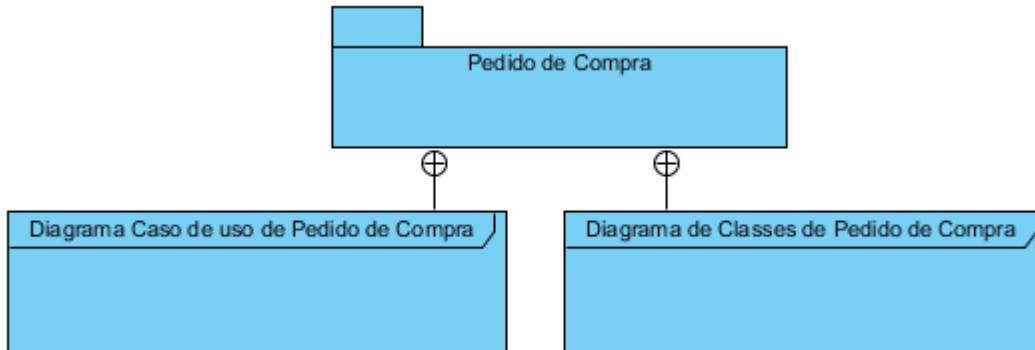 Pedido de Compra
Diagrama Caso de uso de Pedido de Compra
Diagrama de Classes de Pedido de Compra